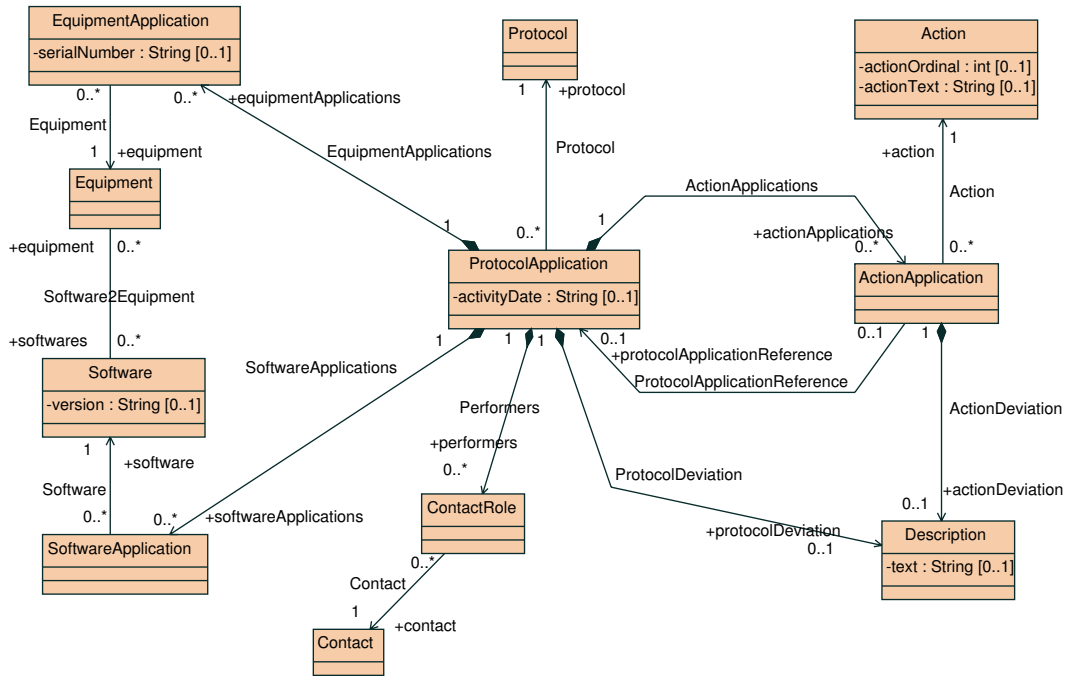 EquipmentApplication
-serialNumber : String [0..1]
Protocol
Action
-actionOrdinal : int [0..1]
-actionText : String [0..1]
0..*
0..*
+equipmentApplications
1
+protocol
1
+action
Equipment
1
+equipment
EquipmentApplications
Protocol
ActionApplications
Action
Equipment
1
0..*
1
+actionApplications
0..*
0..*
+equipment
0..*
ProtocolApplication
-activityDate : String [0..1]
ActionApplication
Software2Equipment
+softwares
0..*
1
1
1
0..1
0..1
1
+protocolApplicationReference
ProtocolApplicationReference
Software
-version : String [0..1]
SoftwareApplications
Performers
ActionDeviation
1
+software
+performers
0..*
ProtocolDeviation
Software
0..*
0..*
+softwareApplications
+actionDeviation
0..1
ContactRole
+protocolDeviation
0..1
SoftwareApplication
Description
-text : String [0..1]
0..*
Contact
1
+contact
Contact